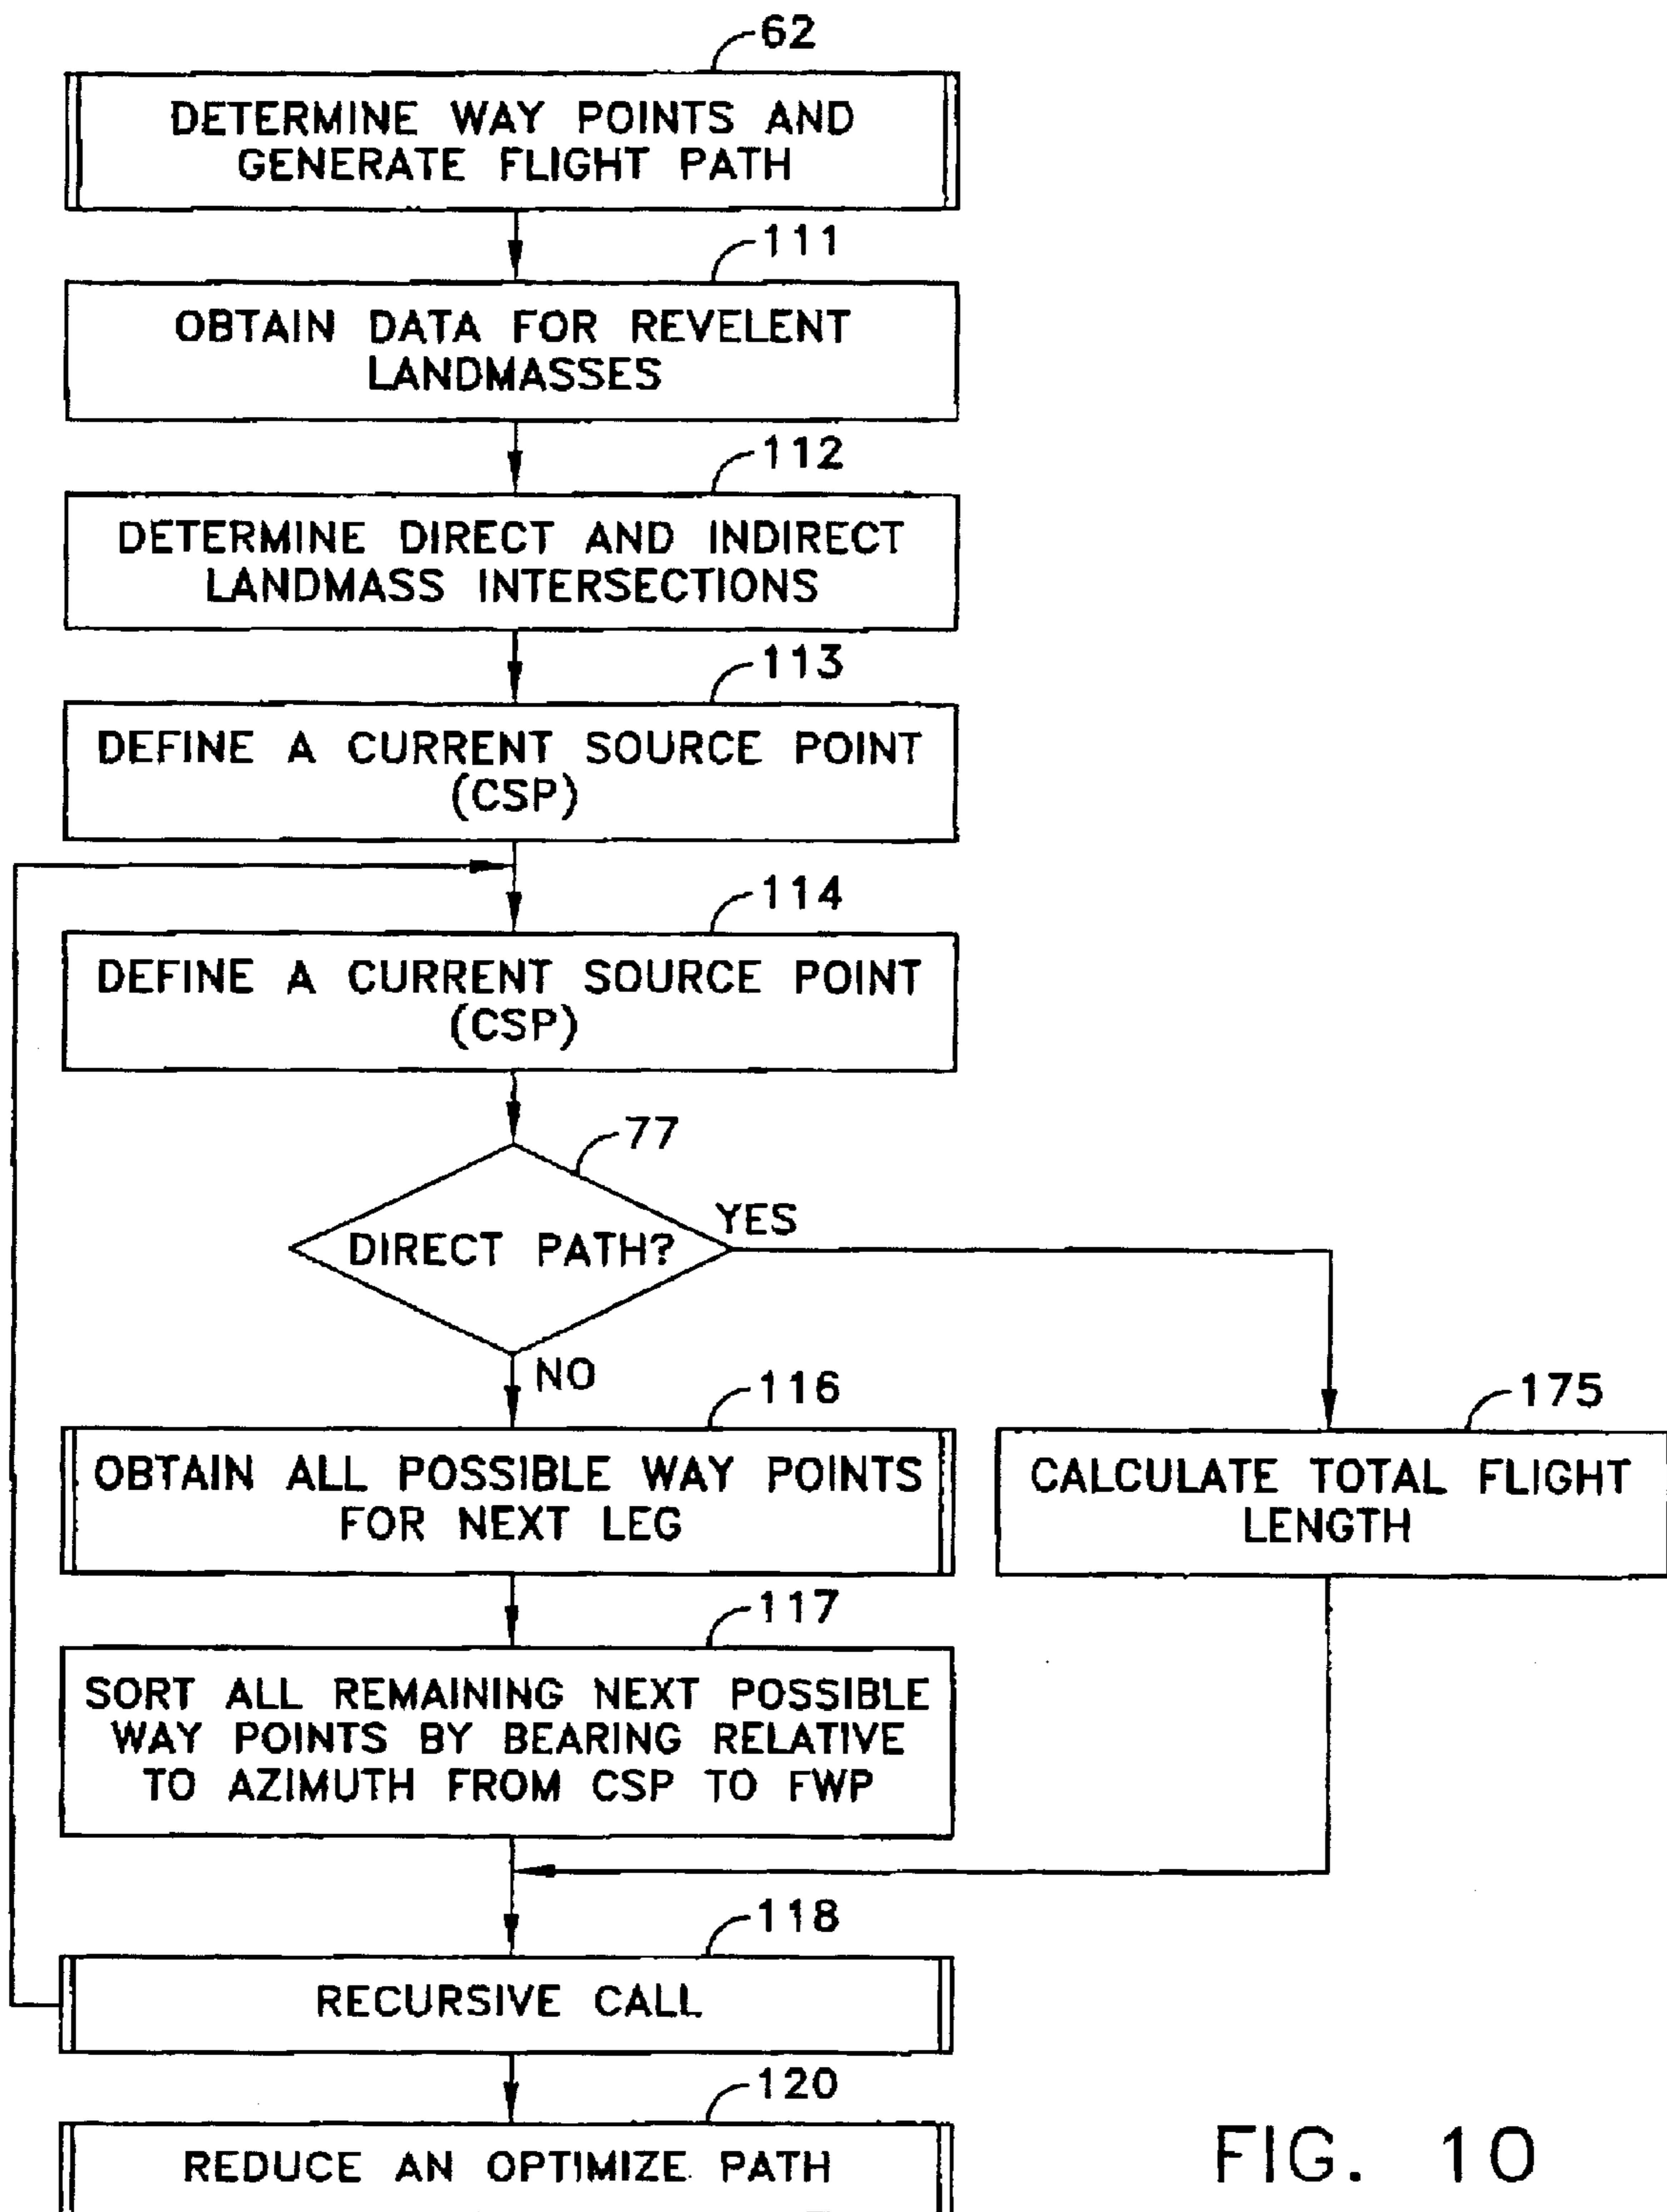 62
DETERMINE WAY POINTS AND
GENERATE FLIGHT PATH
111
OBTAIN DATA FOR REVELENT
LANDMASSES
112
DETERMINE DIRECT AND INDIRECT
LANDMASS INTERSECTIONS
113
DEFINE A CURRENT SOURCE POINT
(CSP)
114
DEFINE A CURRENT SOURCE POINT
(CSP)
77
DIRECT PATH?
YES
NO
116
OBTAIN ALL POSSIBLE WAY POINTS
FOR NEXT LEG
175
CALCULATE TOTAL FLIGHT
LENGTH
117
SORT ALL REMAINING NEXT POSSIBLE
WAY POINTS BY BEARING RELATIVE
TO AZIMUTH FROM CSP TO FWP
118
RECURSIVE CALL
120
REDUCE AN OPTIMIZE PATH
FIG. 10